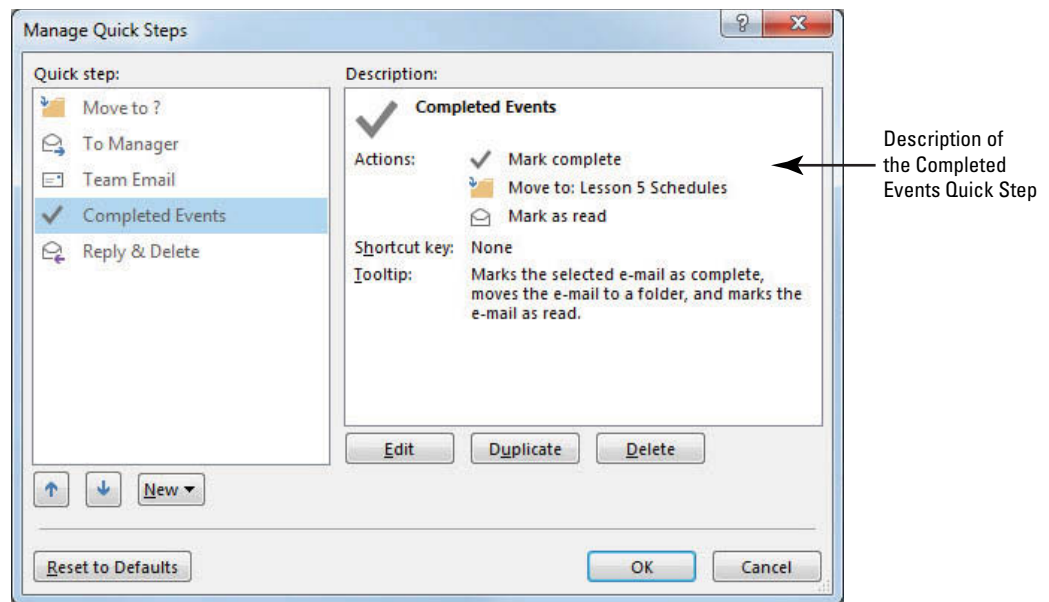 Manage Quick Steps
?
X
Quick step:
Move to ?
To Manager
Team Email
Completed Events
Reply & Delete
New
Description:
Completed Events
Actions:
Mark complete
Move to: Lesson 5 Schedules
Mark as read
Shortcut key: None
Tooltip: Marks the selected e-mail as complete,
moves the e-mail to a folder, and marks the
e-mail as read.
Edit Duplicate Delete
Reset to Defaults OK Cancel
Description of
the Completed
Events Quick Step